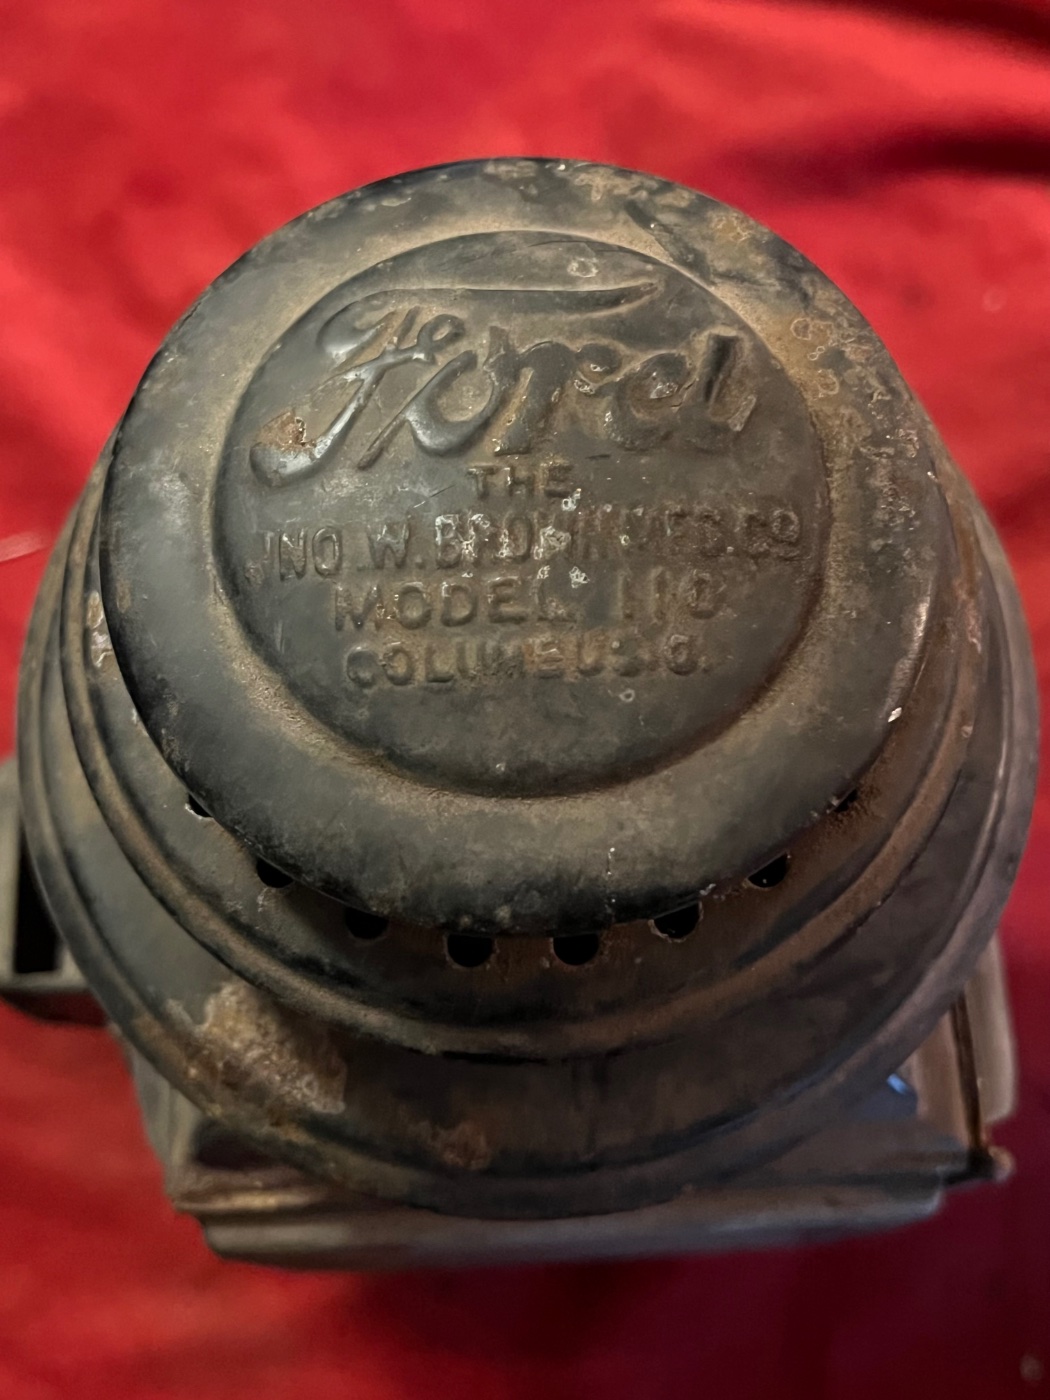 Ford
THE
JNO. W. BROWN MFG. CO
MODEL 110
COLUMBUS. O.